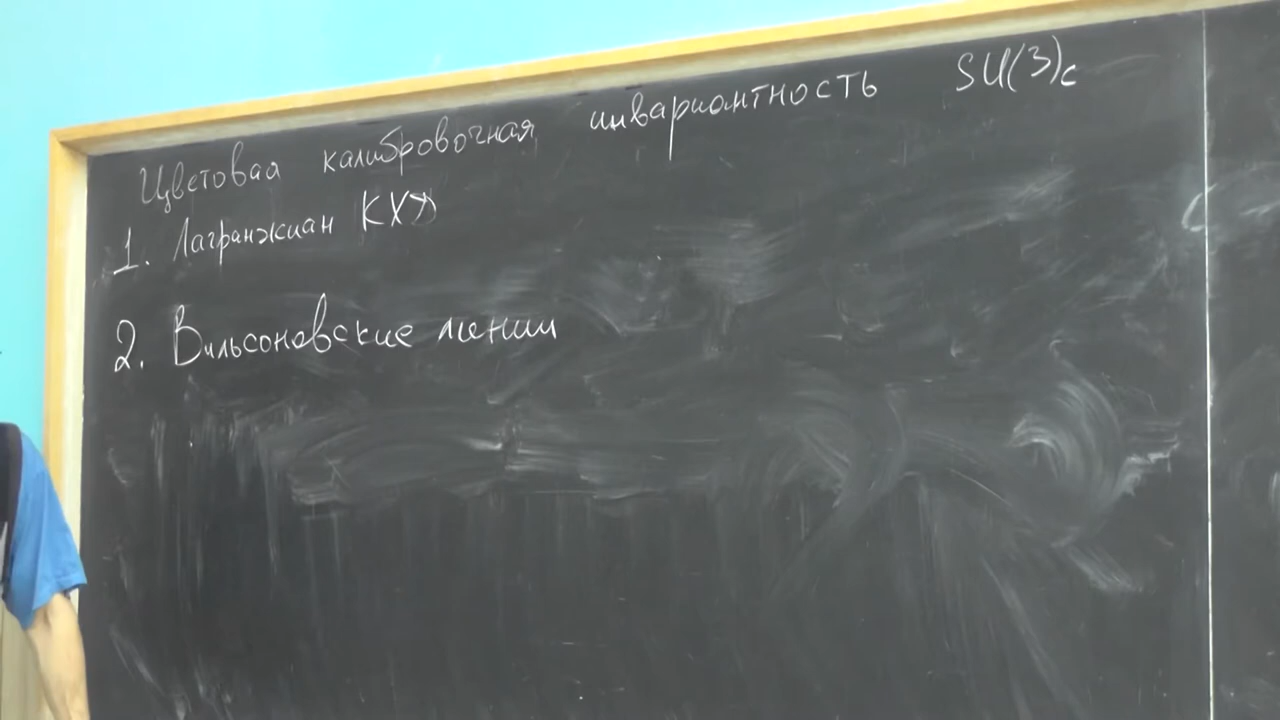 Цветовая калибровочная инвариантность SU(3)c
1. Лагранжиан КХД
2. Вильсоновские линии